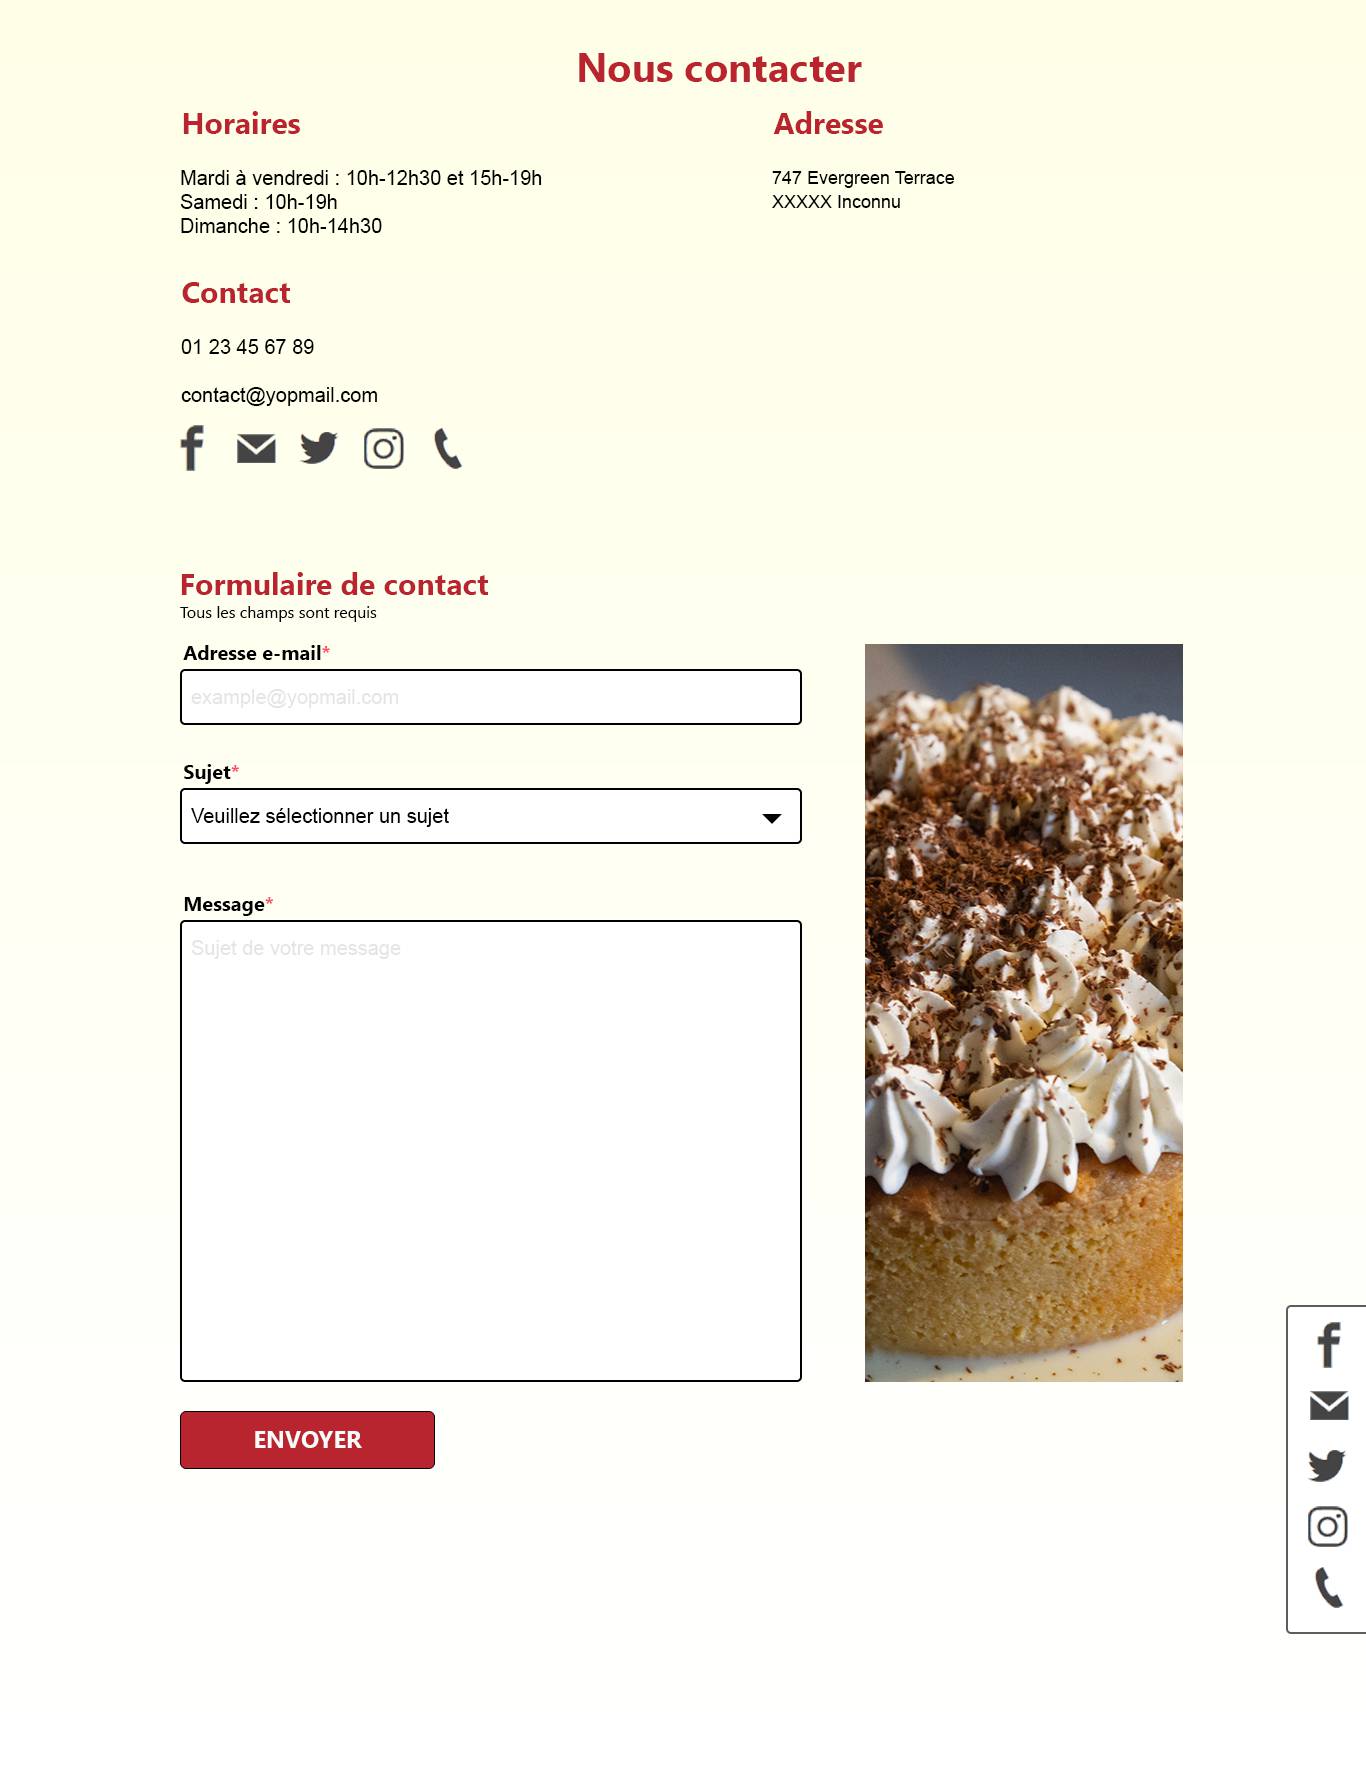 Nous contacter
Horaires
Mardi à vendredi : 10h-12h30 et 15h-19h
Samedi : 10h-19h
Dimanche : 10h-14h30
Adresse
747 Evergreen Terrace
XXXXX Inconnu
Contact
01 23 45 67 89
contact@yopmail.com
Formulaire de contact
Tous les champs sont requis
Adresse e-mail*
example@yopmail.com
Sujet*
Veuillez sélectionner un sujet
Message*
Sujet de votre message
ENVOYER